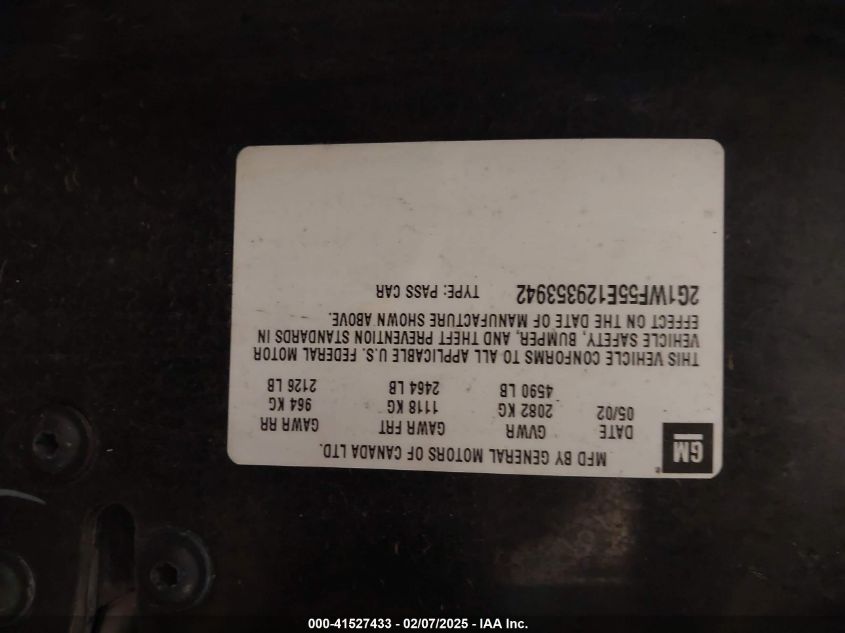 MFD BY GENERAL MOTORS OF CANADA LTD.
GM
DATE GVWR GAWR FRT GAWR RR
05/02 2082 KG 1118 KG 964 KG
4590 LB 2464 LB 2126 LB
THIS VEHICLE CONFORMS TO ALL APPLICABLE U.S. FEDERAL MOTOR
VEHICLE SAFETY, BUMPER, AND THEFT PREVENTION STANDARDS IN
EFFECT ON THE DATE OF MANUFACTURE SHOWN ABOVE.
2G1WF55E129353942 TYPE: PASS CAR
000-41527433 - 02/07/2025 - IAA Inc.